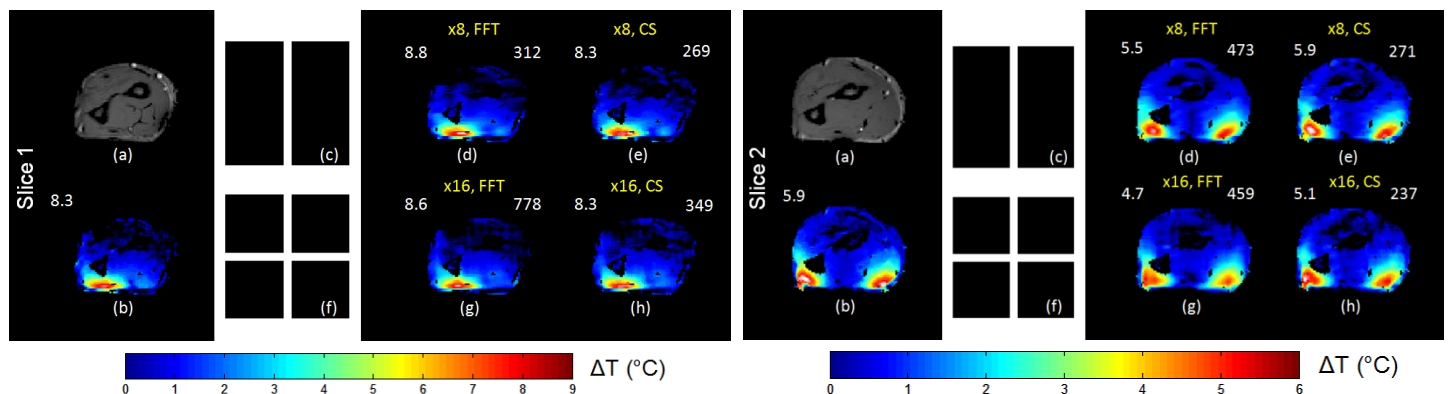 Slice 1
(a)
8.3
(b)
(c)
(f)
x8, FFT
8.8 312
(d)
x8, CS
8.3 269
(e)
x16, FFT
8.6 778
(g)
x16, CS
8.3 349
(h)
0 1 2 3 4 5 6 7 8 9
ΔT (°C)
Slice 2
(a)
5.9
(b)
(c)
(f)
x8, FFT
5.5 473
(d)
x8, CS
5.9 271
(e)
x16, FFT
4.7 459
(g)
x16, CS
5.1 237
(h)
0 1 2 3 4 5 6
ΔT (°C)